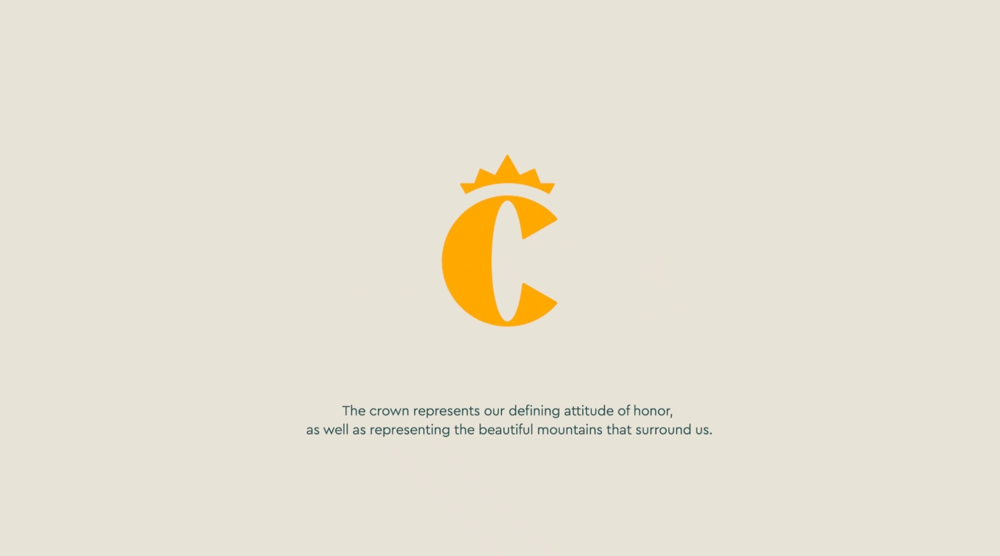 C
The crown represents our defining attitude of honor,
as well as representing the beautiful mountains that surround us.